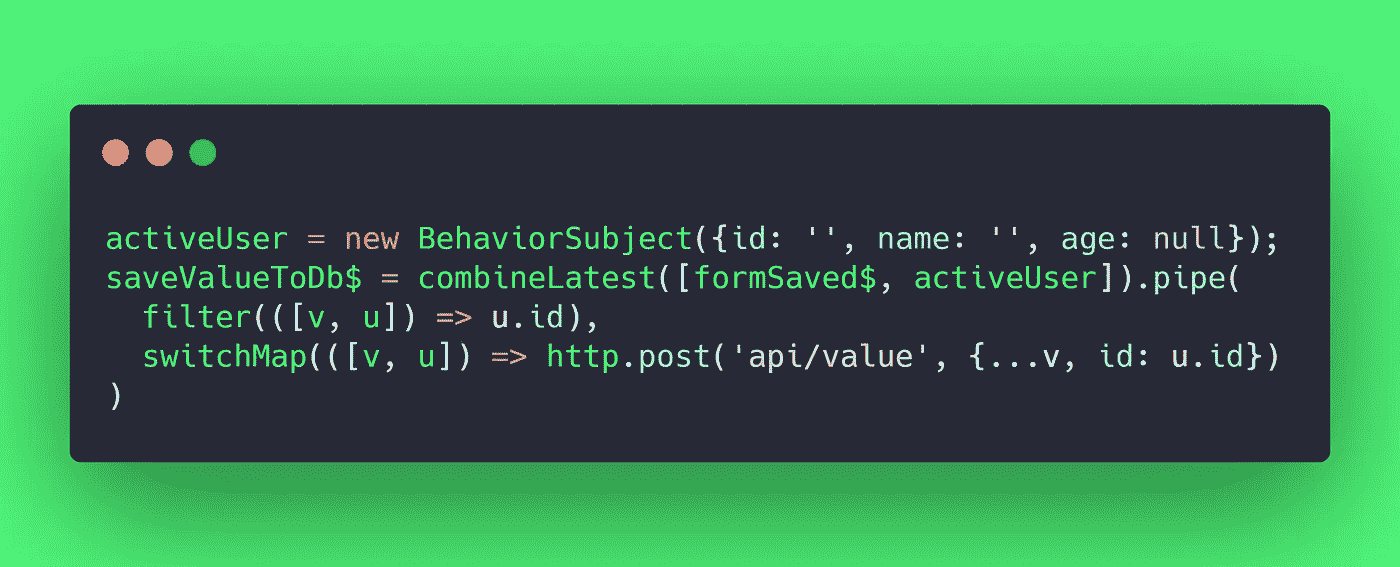 activeUser = new BehaviorSubject({id: '', name: '', age: null});
saveValueToDb$ = combineLatest([formSaved$, activeUser]).pipe(
  filter(([v, u]) => u.id),
  switchMap(([v, u]) => http.post('api/value', {...v, id: u.id})
)